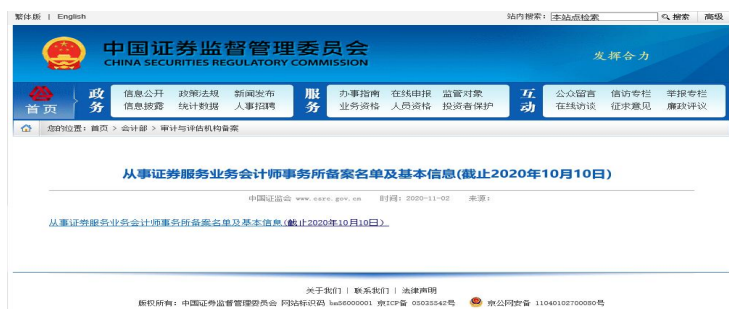 繁体版 | English 站内搜索: 本站点检索 搜索 高级
中国证券监督管理委员会
CHINA SECURITIES REGULATORY COMMISSION
发挥合力
首页 政务 信息公开 政策法规 新闻发布 服务 办事指南 在线申报 监管对象 互动 公众留言 信访专栏 举报专栏
信息披露 统计数据 人事招聘 业务资格 人员资格 投资者保护 在线访谈 征求意见 廉政评议
您的位置: 首页 > 会计部 > 审计与评估机构备案
从事证券服务业务会计师事务所备案名单及基本信息(截止2020年10月10日)
中国证监会 www.csrc.gov.cn 时间: 2020-11-02 来源:
从事证券服务业务会计师事务所备案名单及基本信息(截止2020年10月10日)
关于我们 | 联系我们 | 法律声明
版权所有: 中国证券监督管理委员会 网站标识码 bm56000001 京ICP备 05035542号 京公网安备 11040102700080号